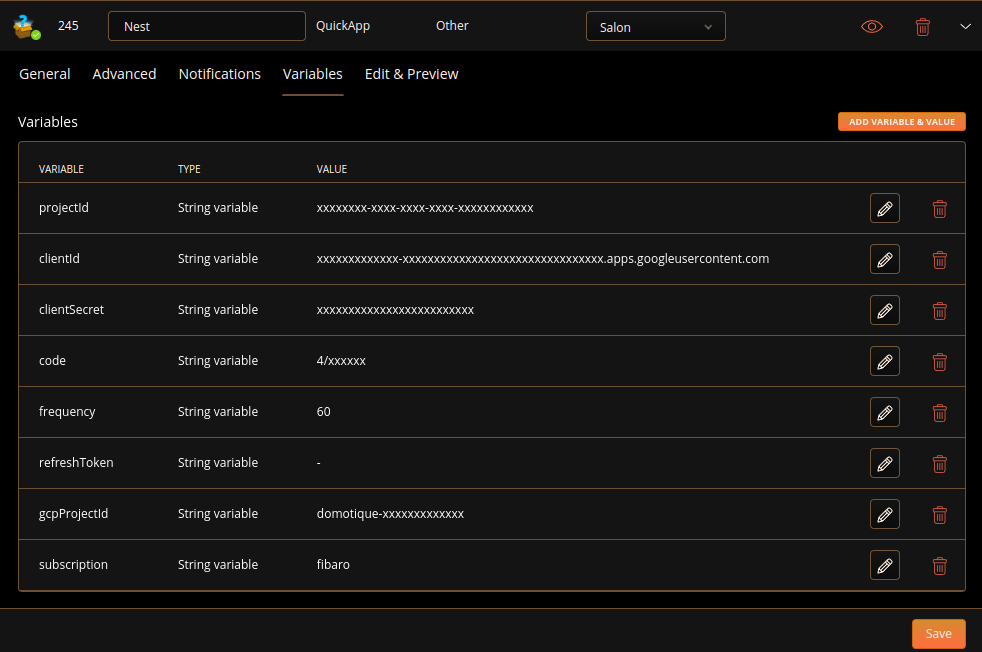 245 Nest QuickApp Other Salon
General Advanced Notifications Variables Edit & Preview
Variables ADD VARIABLE & VALUE
VARIABLE TYPE VALUE
projectId String variable xxxxxxxx-xxxx-xxxx-xxxx-xxxxxxxxxxxx
clientId String variable xxxxxxxxxxxxx-xxxxxxxxxxxxxxxxxxxxxxxxxxxxxxxx.apps.googleusercontent.com
clientSecret String variable xxxxxxxxxxxxxxxxxxxxxxxxx
code String variable 4/xxxxxx
frequency String variable 60
refreshToken String variable -
gcpProjectId String variable domotique-xxxxxxxxxxxxx
subscription String variable fibaro
Save